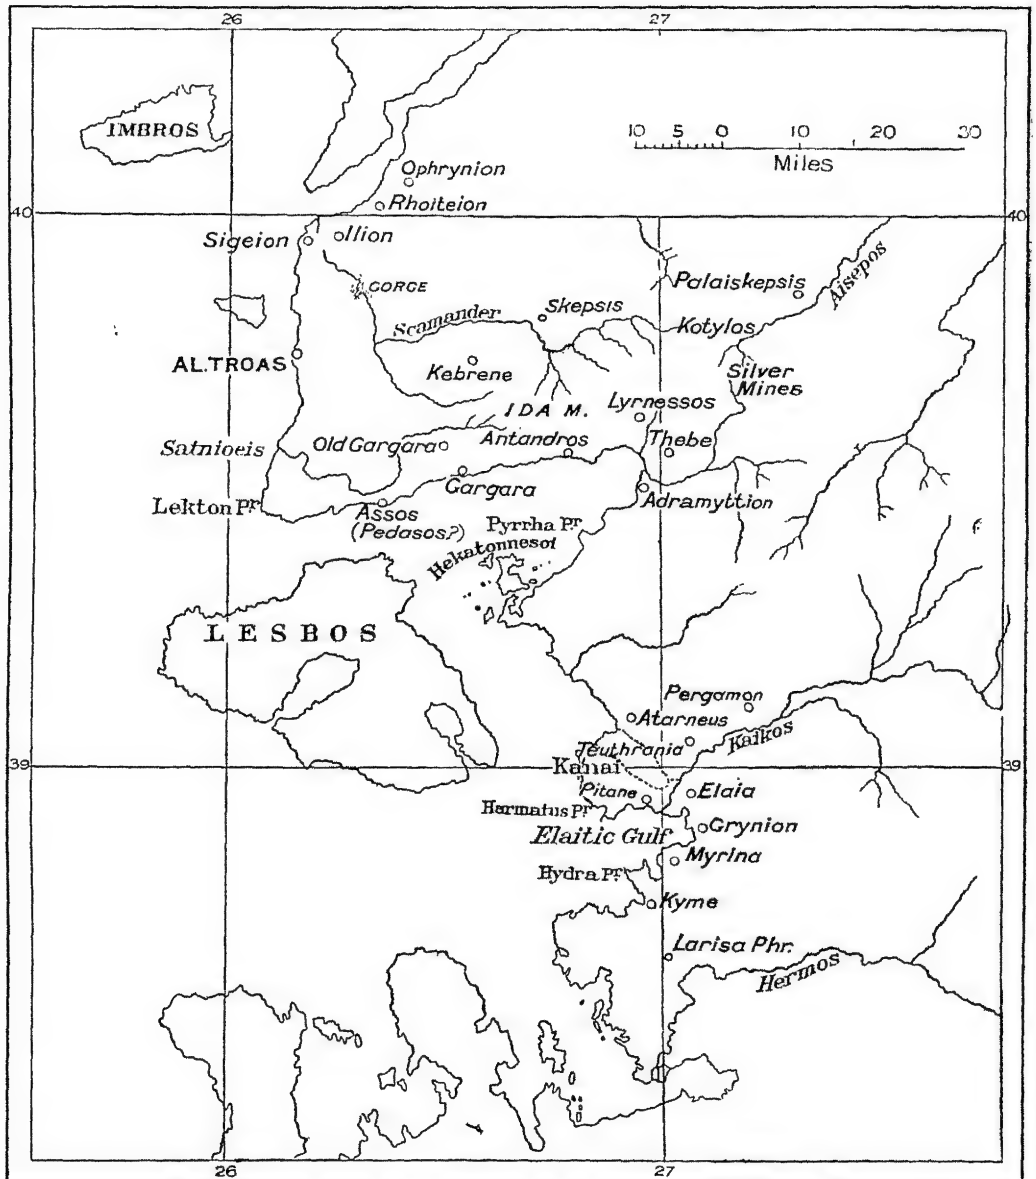 26 27
IMBROS
10 5 0 10 20 30
Miles
Ophrynion
Rhoiteion
40 40
Sigeion
Ilion
GORGE
Palaiskepsis
Aisepos
Skepsis
Scamander
Kotylos
AL.TROAS
Kebrene
Silver
Mines
IDA M.
Lyrnessos
Satnioeis
Old Gargara
Antandros
Thebe
Gargara
Adramyttion
Lekton Pr
Assos
(Pedasos?)
Pyrrha Pr
Hekatonnesoi
LESBOS
Pergamon
Atarneus
Kaikos
Teuthrania
39 39
Kanai
Pitane
Elaia
Harmatus Pr
Elaitic Gulf
Grynion
Myrina
Hydra Pr
Kyme
Larisa Phr.
Hermos
26 27